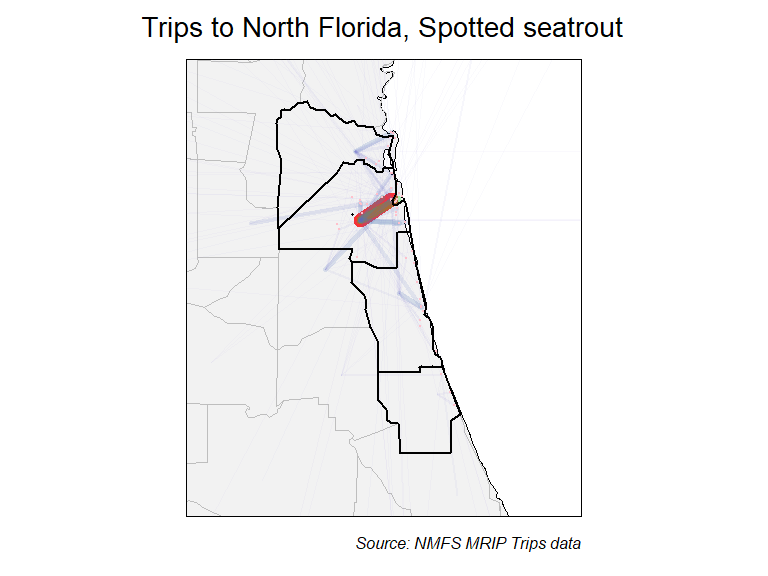 Trips to North Florida, Spotted seatrout
Source: NMFS MRIP Trips data